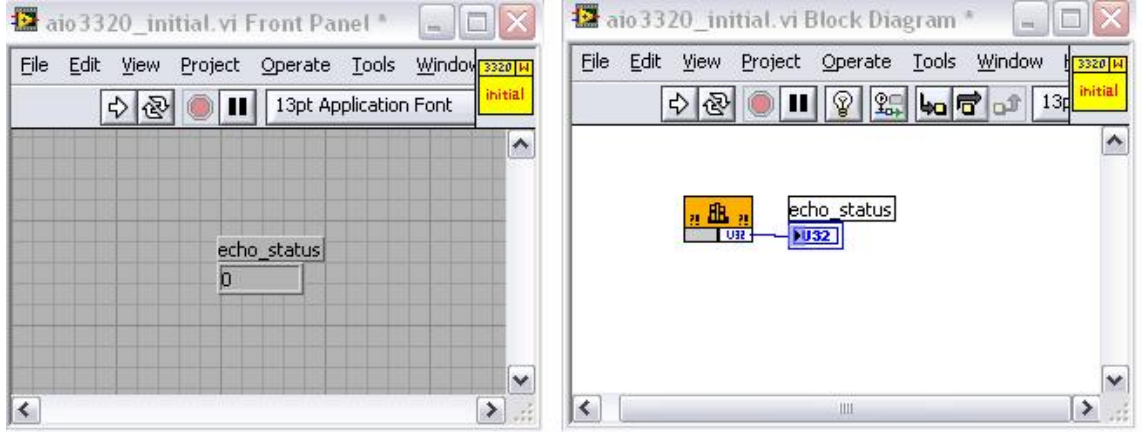 aio3320_initial.vi Front Panel *
File Edit View Project Operate Tools Window
3320 W
initial
13pt Application Font
echo_status
0
aio3320_initial.vi Block Diagram *
File Edit View Project Operate Tools Window
3320 W
initial
13p
?! ?!
U32
echo_status
U32